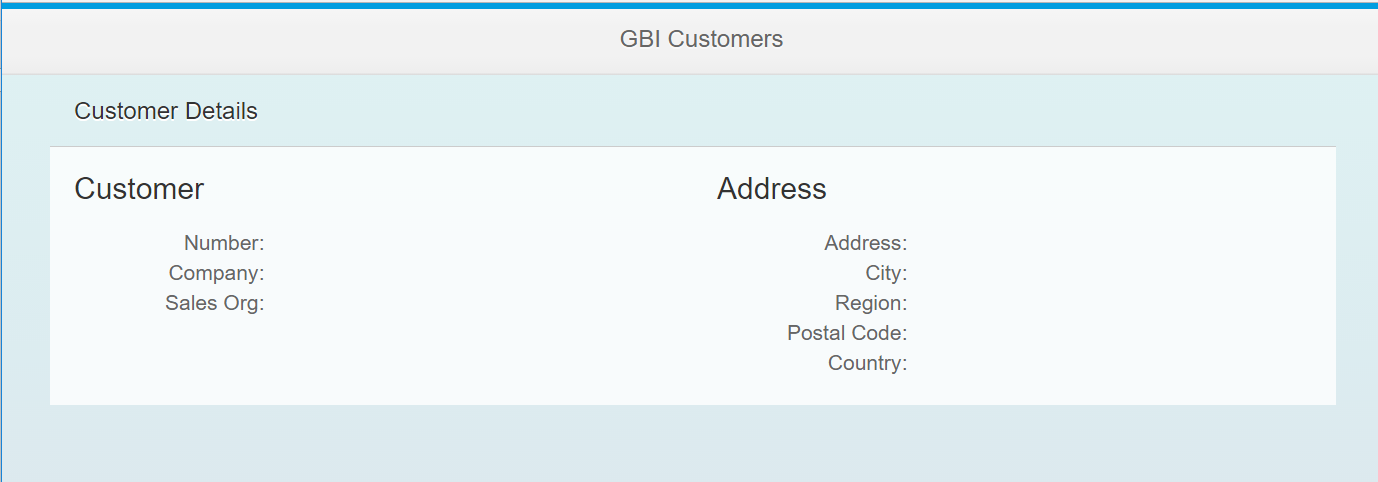 GBI Customers
Customer Details
Customer
Number:
Company:
Sales Org:
Address
Address:
City:
Region:
Postal Code:
Country: